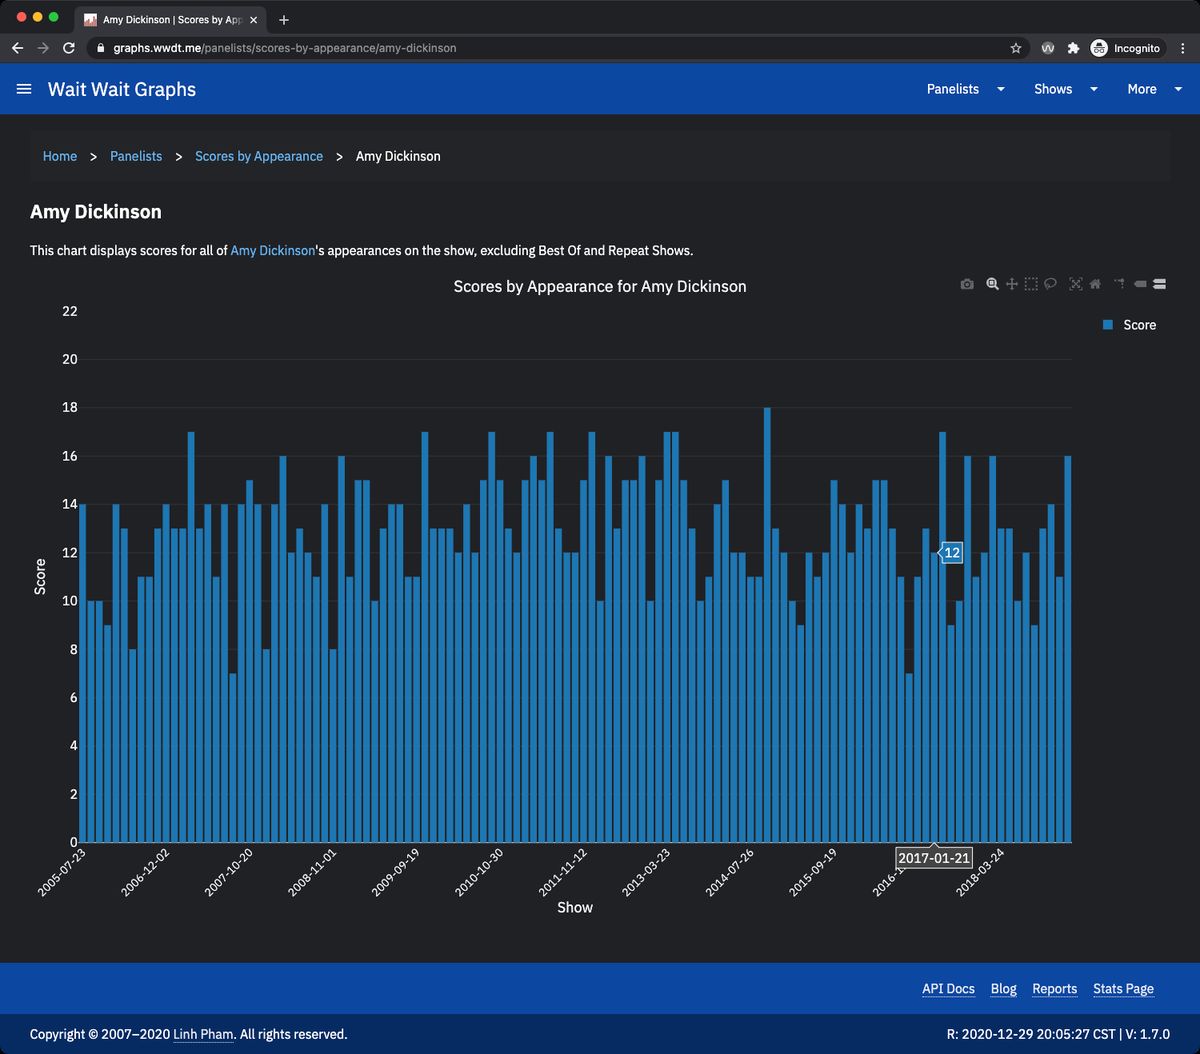 Amy Dickinson | Scores by App
graphs.wwdt.me/panelists/scores-by-appearance/amy-dickinson
Incognito
Wait Wait Graphs
Panelists
Shows
More
Home > Panelists > Scores by Appearance > Amy Dickinson
Amy Dickinson
This chart displays scores for all of Amy Dickinson's appearances on the show, excluding Best Of and Repeat Shows.
Scores by Appearance for Amy Dickinson
Score
22
20
18
16
14
12
10
8
6
4
2
0
Score
12
2005-07-23
2006-12-02
2007-10-20
2008-11-01
2009-09-19
2010-10-30
2011-11-12
2013-03-23
2014-07-26
2015-09-19
2016-
2017-01-21
2018-03-24
Show
API Docs
Blog
Reports
Stats Page
Copyright © 2007–2020 Linh Pham. All rights reserved.
R: 2020-12-29 20:05:27 CST | V: 1.7.0